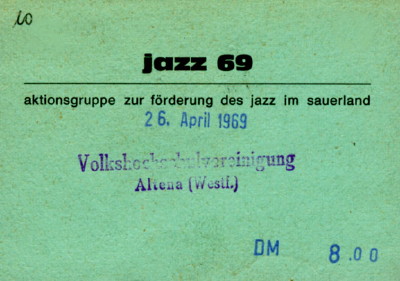 10
jazz 69
aktionsgruppe zur förderung des jazz im sauerland
26. April 1969
Volkshochschulvereinigung
Altena (Westf.)
DM 8.00